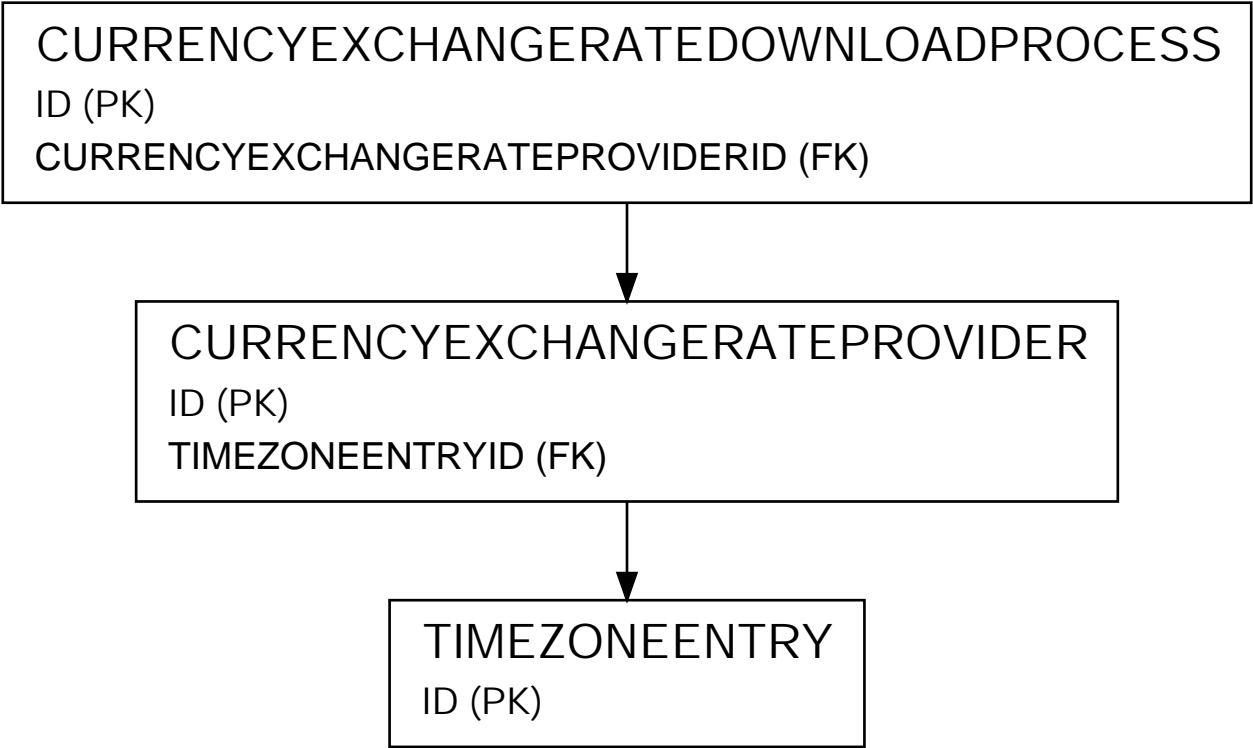 CURRENCYEXCHANGERATEDOWNLOADPROCESS
ID (PK)
CURRENCYEXCHANGERATEPROVIDERID (FK)
CURRENCYEXCHANGERATEPROVIDER
ID (PK)
TIMEZONEENTRYID (FK)
TIMEZONEENTRY
ID (PK)